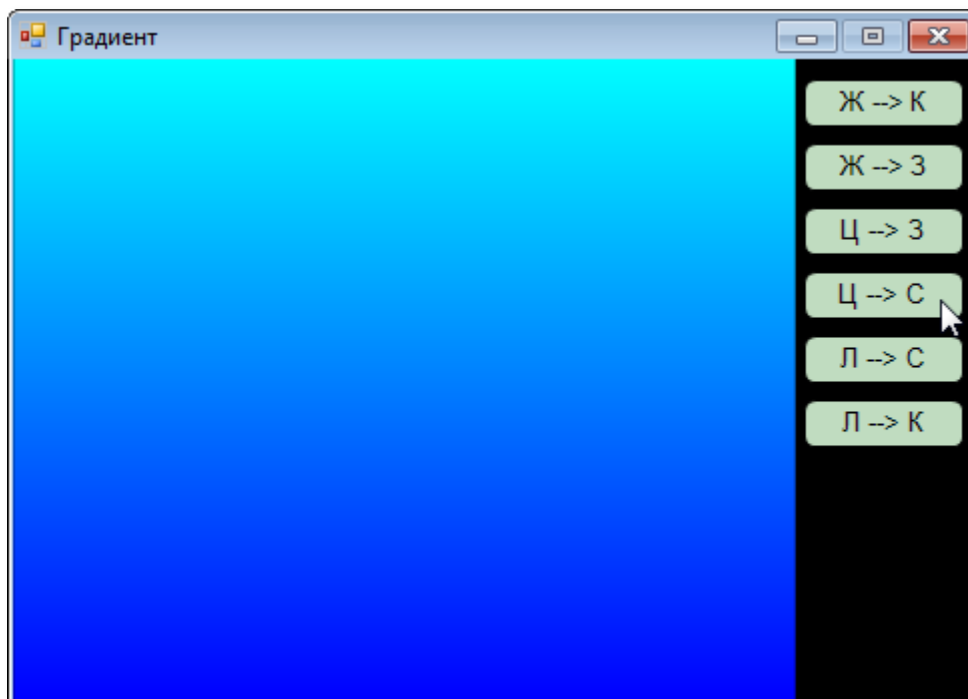 Градиент
Ж --> К
Ж --> З
Ц --> З
Ц --> С
Л --> С
Л --> К